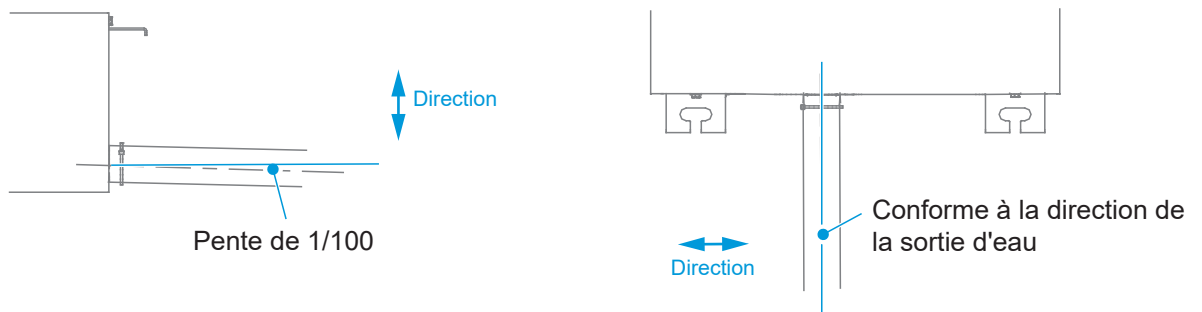 Direction
Pente de 1/100
Conforme à la direction de
la sortie d'eau
Direction